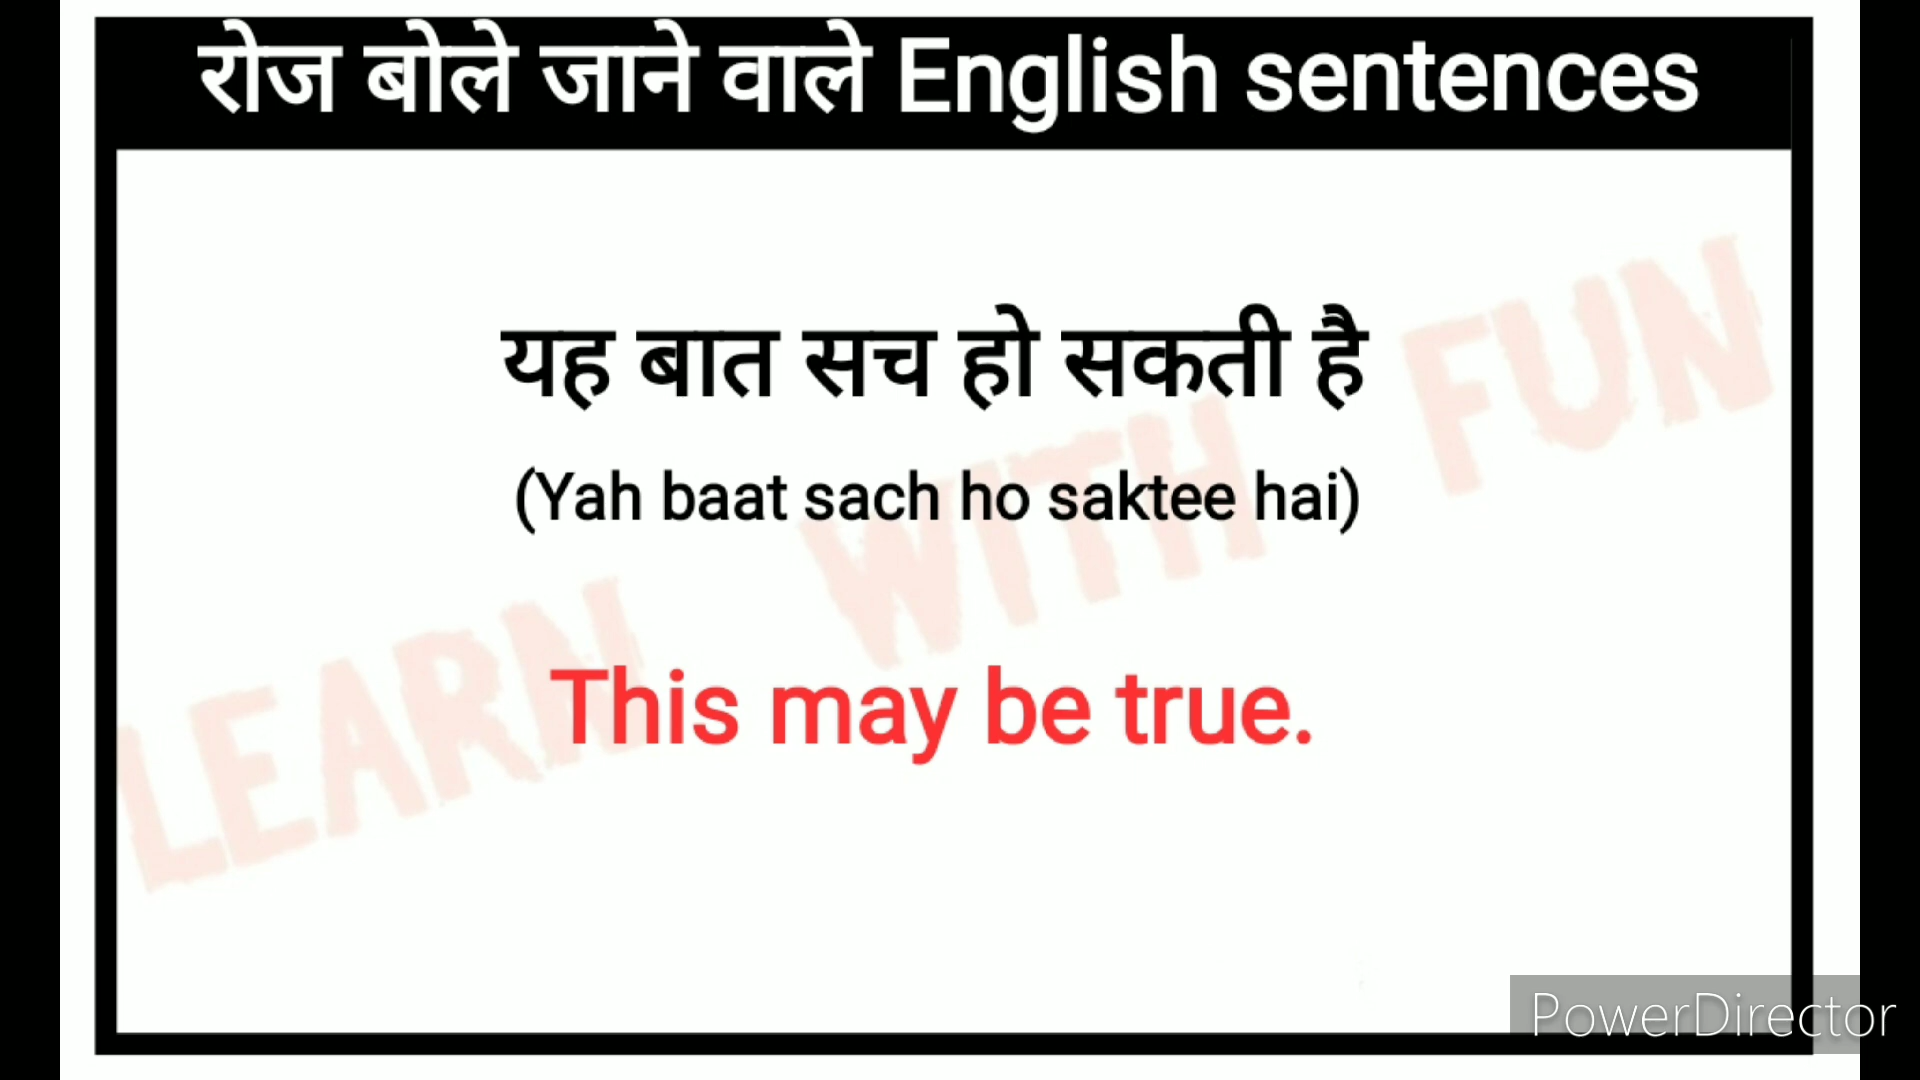 रोज बोले जाने वाले English sentences
यह बात सच हो सकती है
(Yah baat sach ho saktee hai)
This may be true.
LEARN WITH FUN
PowerDirector